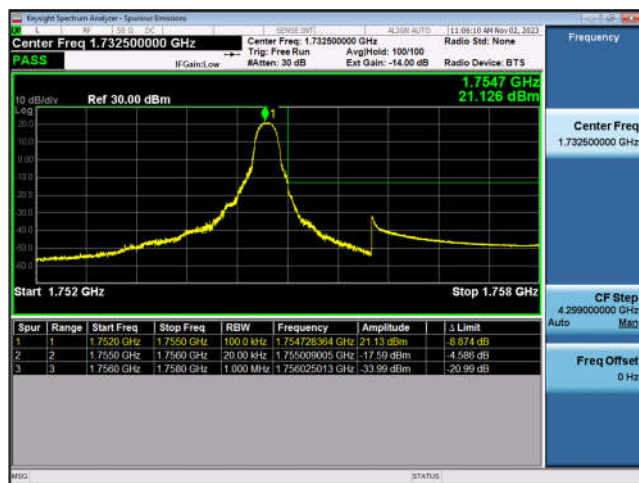 Keysight Spectrum Analyzer - Spurious Emissions
L RF 50 Ω DC SENSE:INT ALIGN AUTO 11:06:10 AM Nov 02, 2023
Center Freq 1.732500000 GHz Center Freq: 1.732500000 GHz Radio Std: None Frequency
Trig: Free Run Avg|Hold: 100/100
PASS IFGain:Low #Atten: 30 dB Ext Gain: -14.00 dB Radio Device: BTS
1.7547 GHz
10 dB/div Ref 30.00 dBm 21.126 dBm
Log
1
20.0
10.0
0.00
-10.0
-20.0
-30.0
-40.0
-50.0
-60.0
Start 1.752 GHz Stop 1.758 GHz
Center Freq
1.732500000 GHz
CF Step
4.299000000 GHz
Auto Man
Freq Offset
0 Hz
Spur Range Start Freq Stop Freq RBW Frequency Amplitude Δ Limit
1 1 1.7520 GHz 1.7550 GHz 100.0 kHz 1.754728364 GHz 21.13 dBm -8.874 dB
2 2 1.7550 GHz 1.7560 GHz 20.00 kHz 1.755009005 GHz -17.59 dBm -4.586 dB
3 3 1.7560 GHz 1.7580 GHz 1.000 MHz 1.756025013 GHz -33.99 dBm -20.99 dB
MSG STATUS